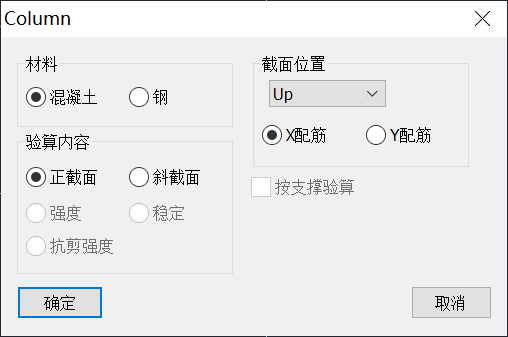 Column
材料
混凝土 钢
验算内容
正截面 斜截面
强度 稳定
抗剪强度
截面位置
Up
X配筋 Y配筋
按支撑验算
确定 取消